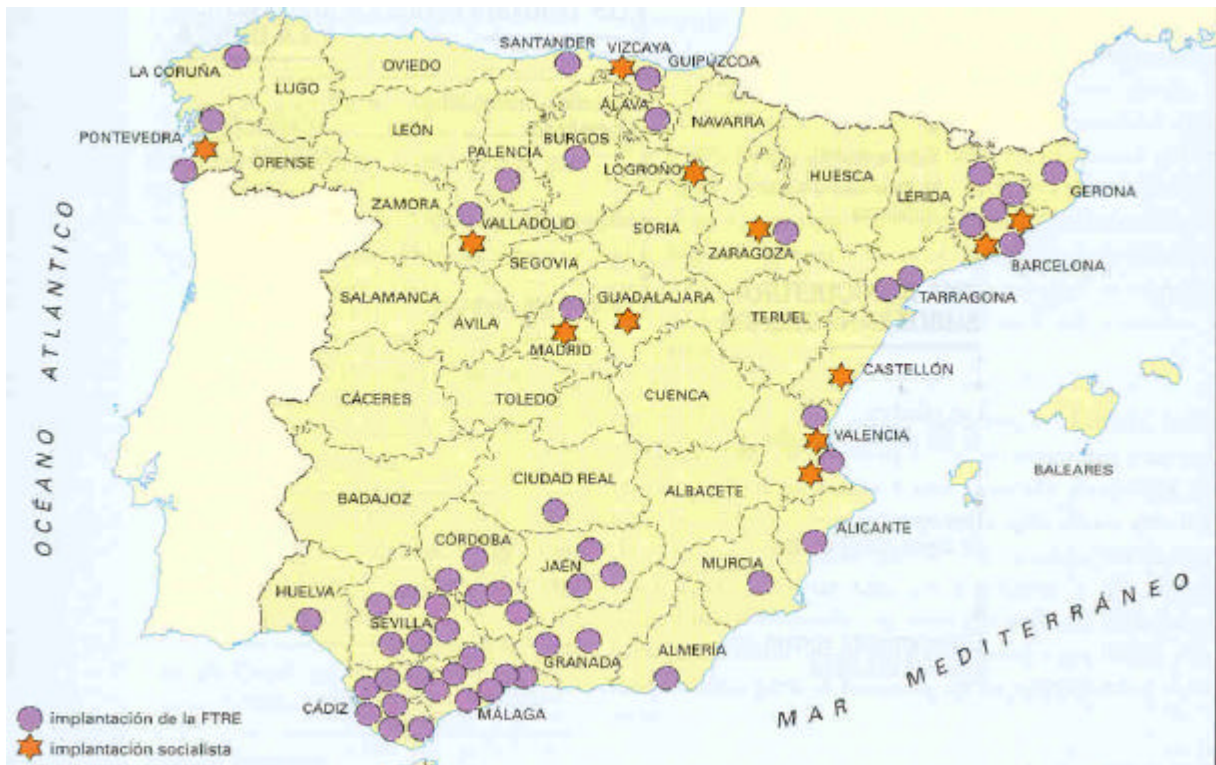 SANTANDER
VIZCAYA
GUIPÚZCOA
LA CORUÑA
OVIEDO
LUGO
ÁLAVA
NAVARRA
PONTEVEDRA
LEÓN
BURGOS
PALENCIA
ORENSE
LOGROÑO
HUESCA
LÉRIDA
GERONA
ZAMORA
VALLADOLID
SORIA
ZARAGOZA
BARCELONA
SEGOVIA
SALAMANCA
GUADALAJARA
TARRAGONA
ÁVILA
TERUEL
MADRID
CASTELLÓN
CÁCERES
TOLEDO
CUENCA
VALENCIA
BALEARES
CIUDAD REAL
BADAJOZ
ALBACETE
ALICANTE
CÓRDOBA
JAÉN
MURCIA
HUELVA
SEVILLA
GRANADA
ALMERÍA
CÁDIZ
MÁLAGA
OCÉANO ATLÁNTICO
MAR MEDITERRÁNEO
implantación de la FTRE
implantación socialista